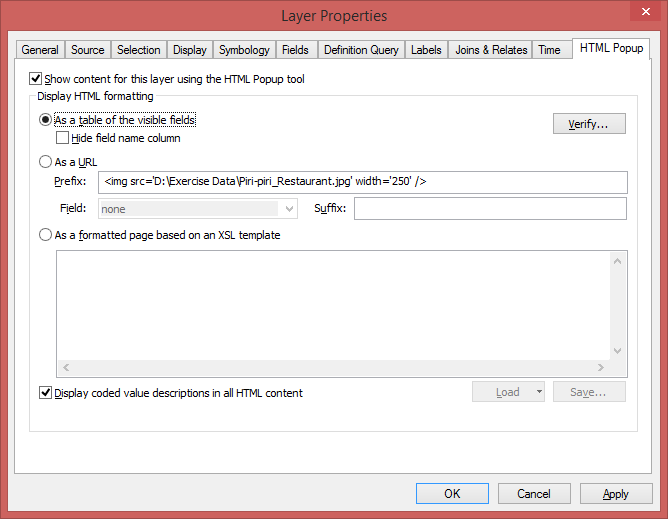 Layer Properties
General Source Selection Display Symbology Fields Definition Query Labels Joins & Relates Time HTML Popup
Show content for this layer using the HTML Popup tool
Display HTML formatting
As a table of the visible fields
Verify...
Hide field name column
As a URL
Prefix: <img src='D:\Exercise Data\Piri-piri_Restaurant.jpg' width='250' />
Field: none Suffix:
As a formatted page based on an XSL template
Display coded value descriptions in all HTML content
Load Save...
OK Cancel Apply